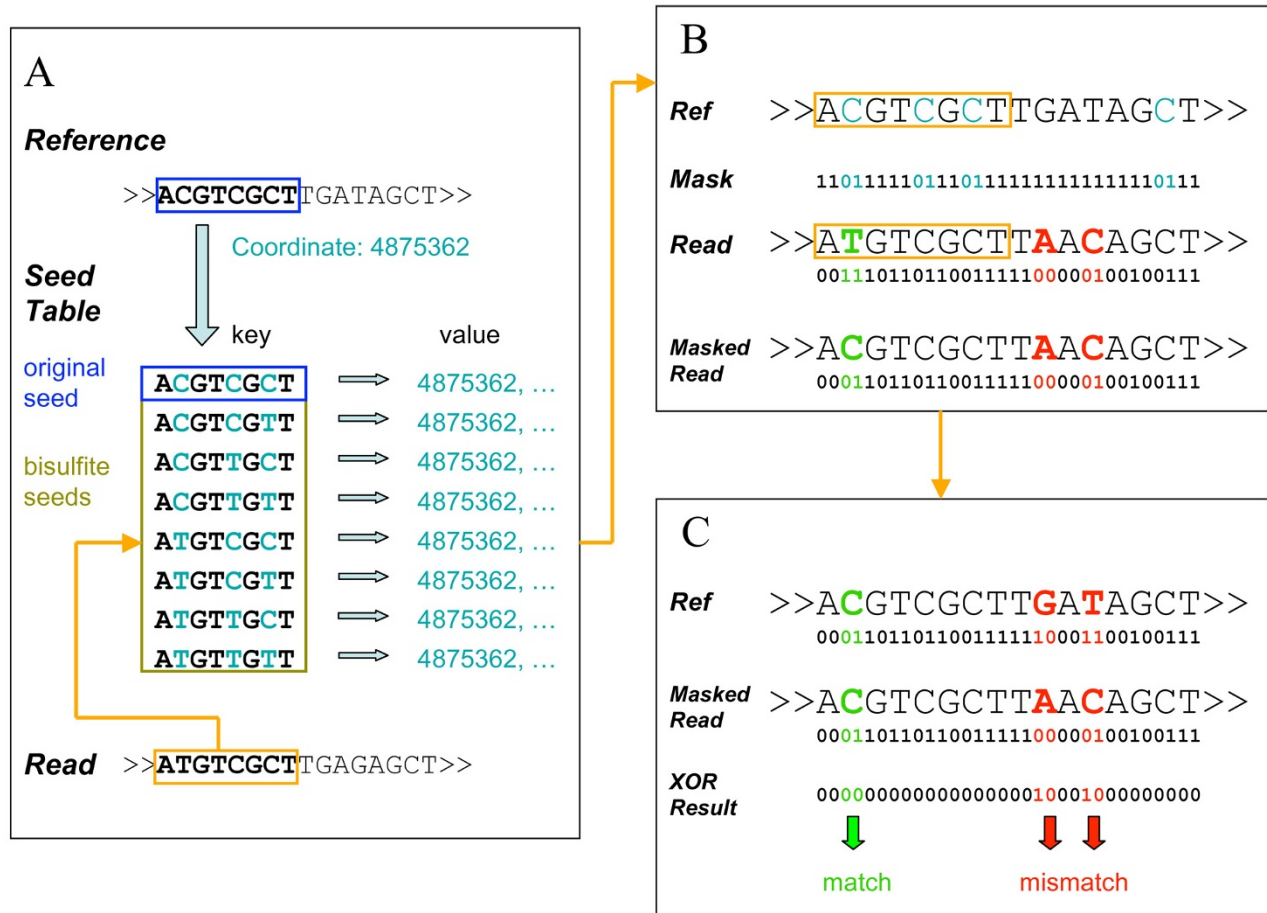 A
Reference
>>ACGTCGCTTGATAGCT>>
Coordinate: 4875362
Seed
Table
key value
original
seed
bisulfite
seeds
ACGTCGCT 4875362, …
ACGTCGTT 4875362, …
ACGTTGCT 4875362, …
ACGTTGTT 4875362, …
ATGTCGCT 4875362, …
ATGTCGTT 4875362, …
ATGTTGCT 4875362, …
ATGTTGTT 4875362, …
Read >>ATGTCGCTTGAGAGCT>>
B
Ref >>ACGTCGCTTGATAGCT>>
Mask 11011111011101111111111111110111
Read >>ATGTCGCTTAACAGCT>>
00111011011001111100000100100111
Masked
Read >>ACGTCGCTTAACAGCT>>
00011011011001111100000100100111
C
Ref >>ACGTCGCTTGATAGCT>>
00011011011001111110001100100111
Masked
Read >>ACGTCGCTTAACAGCT>>
00011011011001111100000100100111
XOR
Result 00000000000000000010001000000000
match mismatch